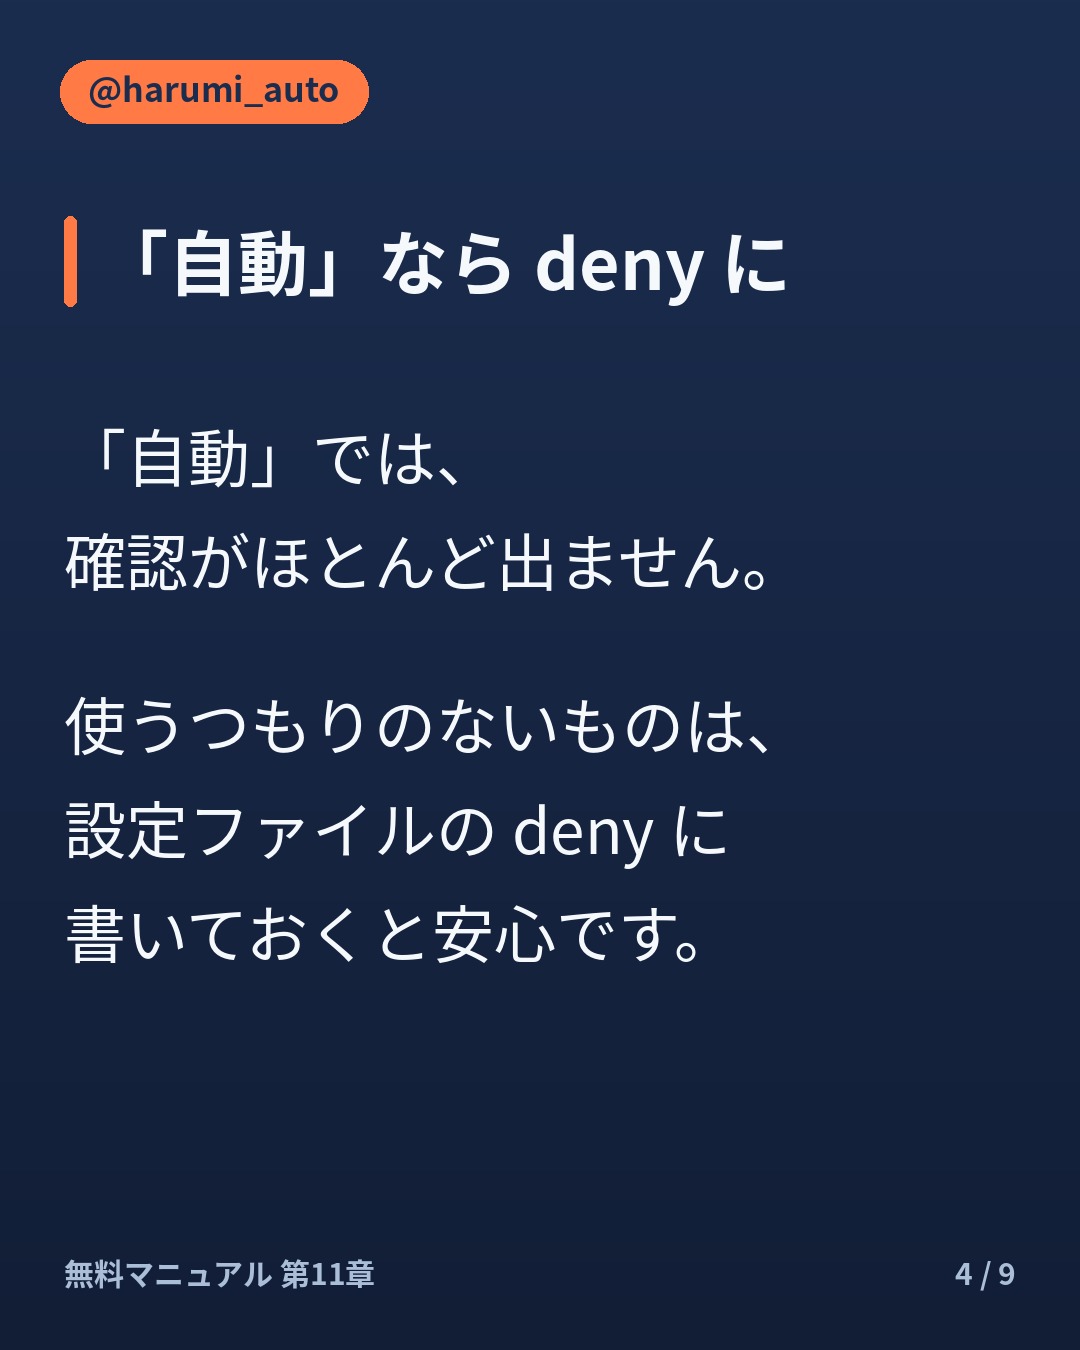 @harumi_auto
「自動」なら deny に
「自動」では、
確認がほとんど出ません。
使うつもりのないものは、
設定ファイルの deny に
書いておくと安心です。
無料マニュアル 第11章
4 / 9